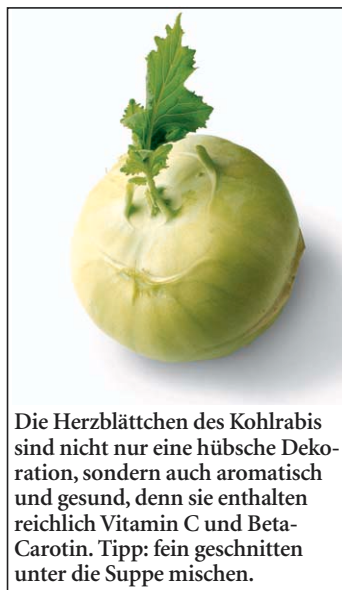 Die Herzblättchen des Kohlrabis
sind nicht nur eine hübsche Deko-
ration, sondern auch aromatisch
und gesund, denn sie enthalten
reichlich Vitamin C und Beta-
Carotin. Tipp: fein geschnitten
unter die Suppe mischen.